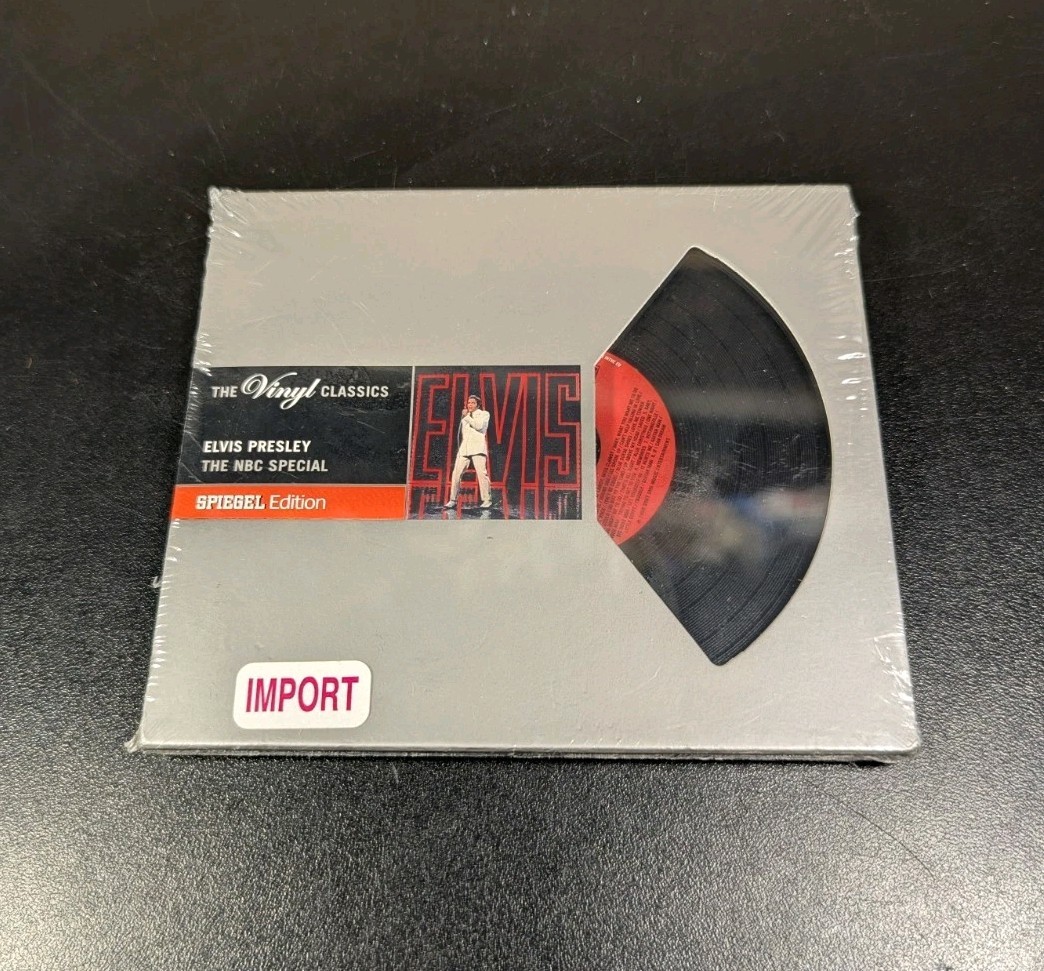 THE Vinyl CLASSICS
ELVIS PRESLEY
THE NBC SPECIAL
SPIEGEL Edition
ELVIS
IMPORT